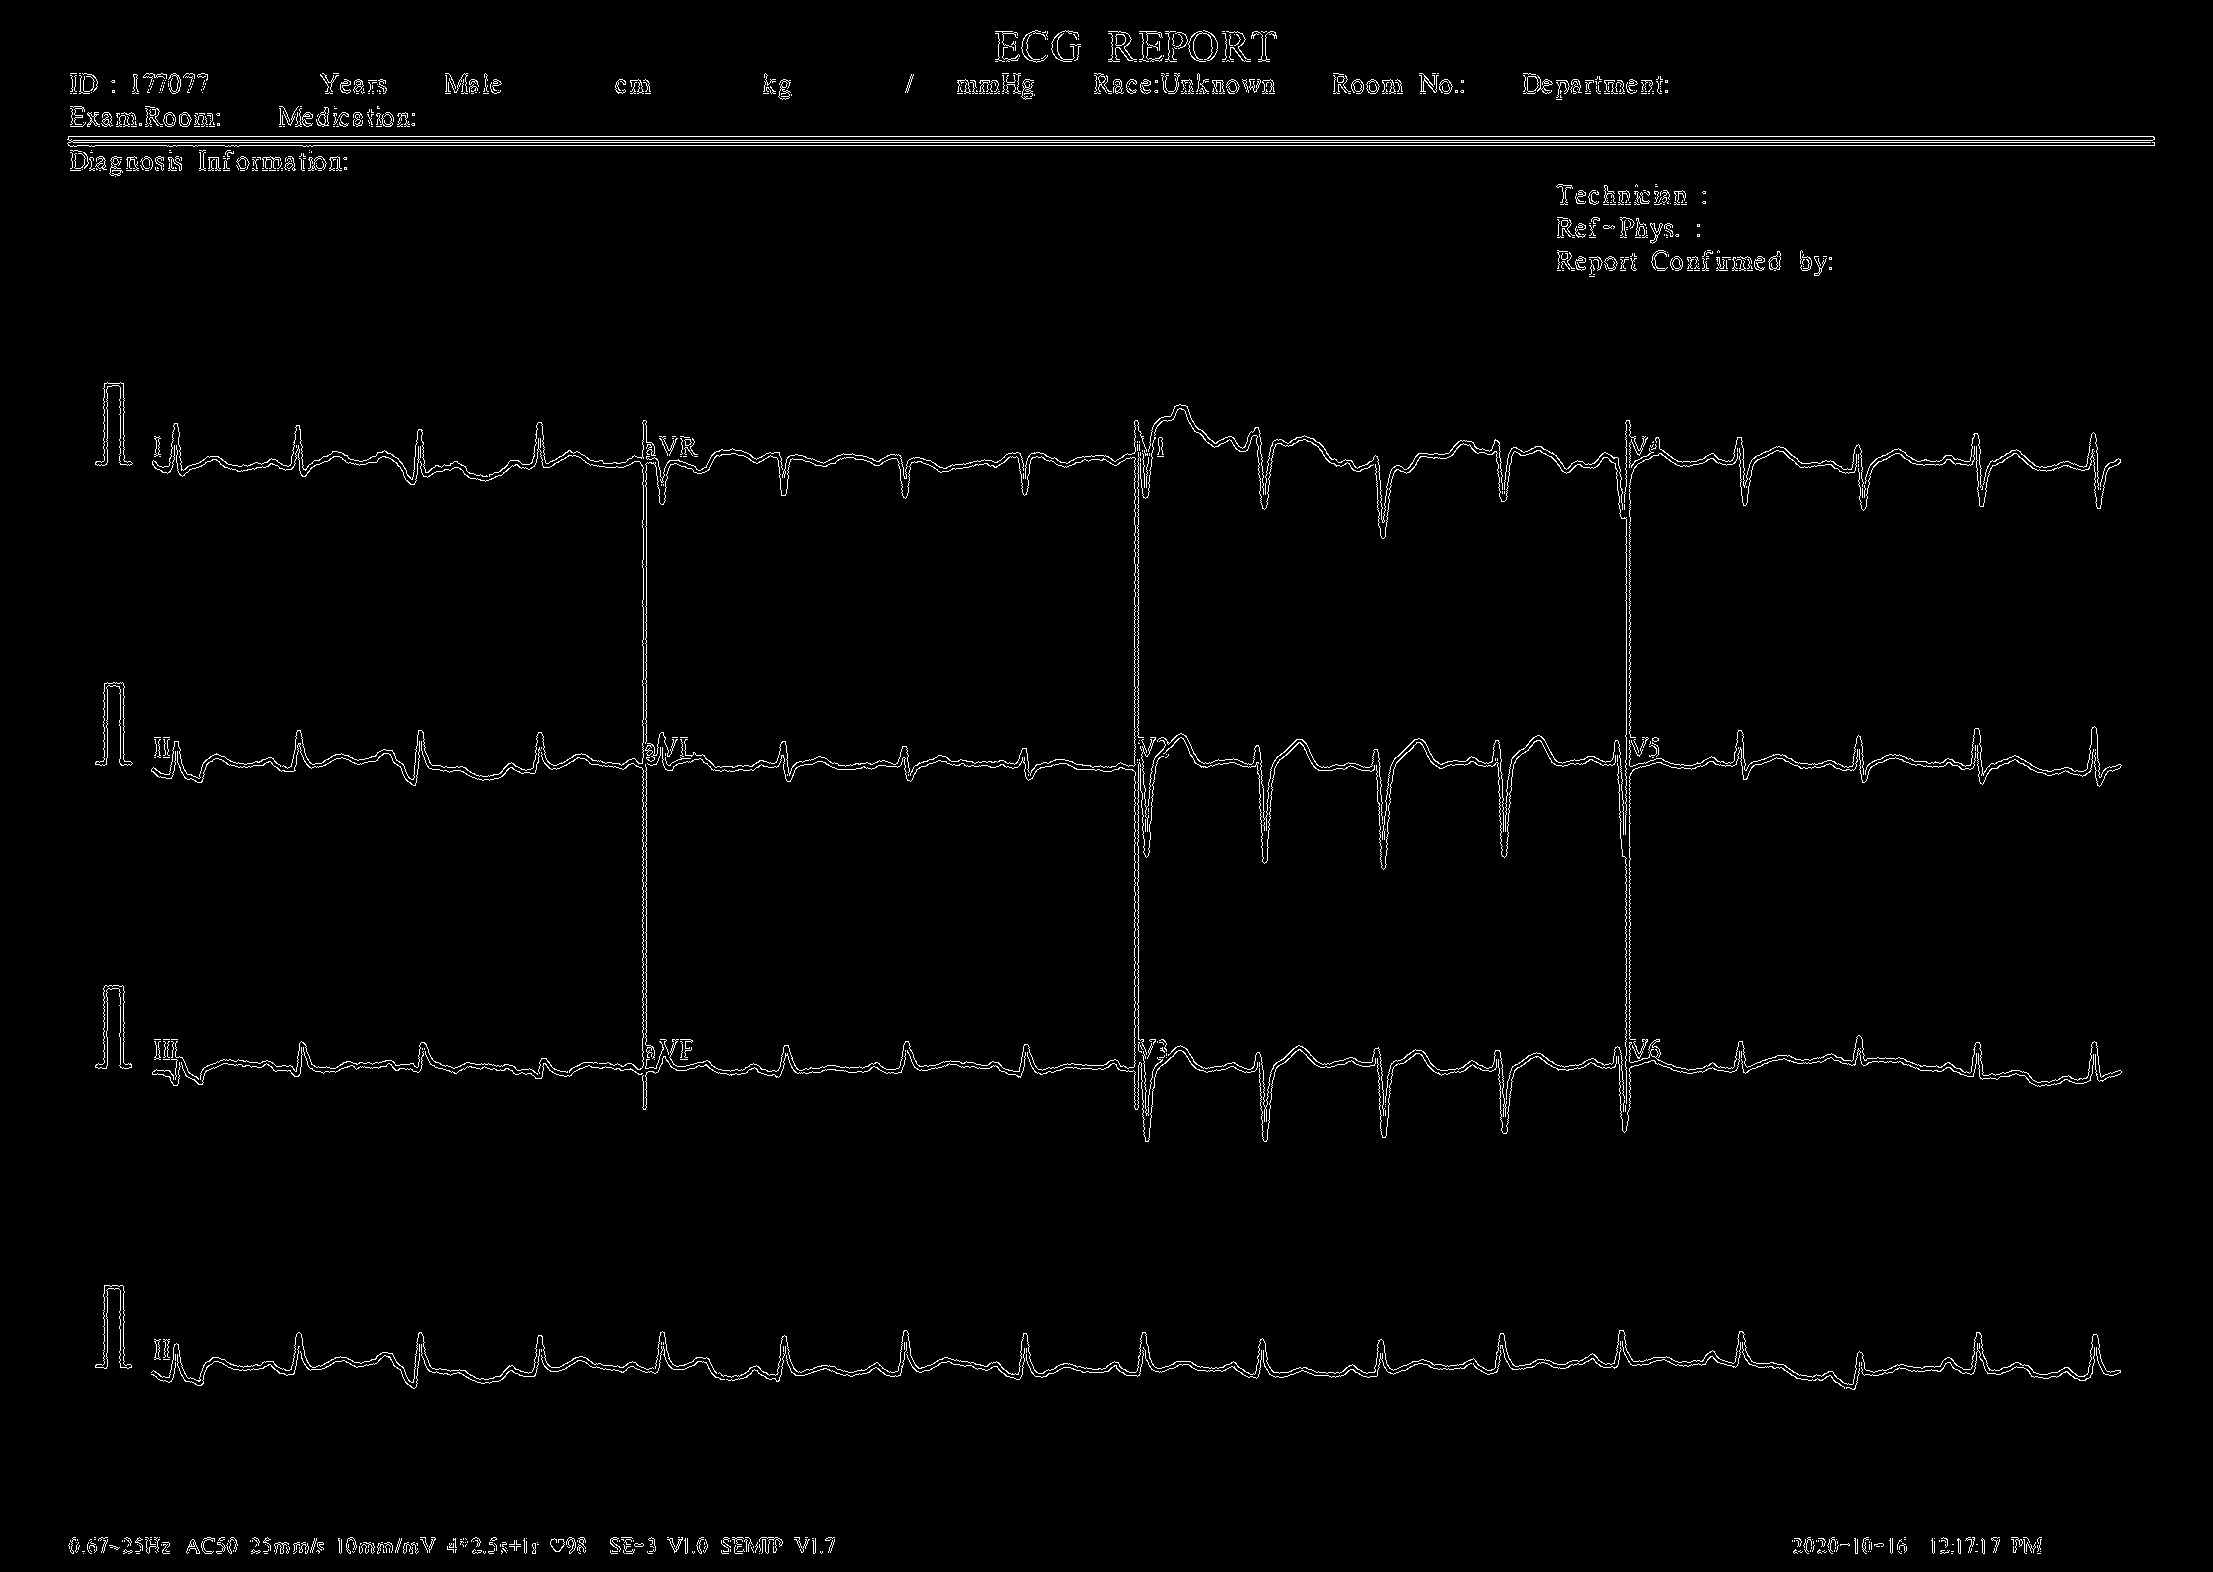 ECG REPORT
ID : 177077 Years Male cm kg / mmHg Race:Unknown Room No.: Department:
Exam.Room: Medication:
Diagnosis Information:
Technician :
Ref-Phys. :
Report Confirmed by:
I aVR V1 V4
II aVL V2 V5
III aVF V3 V6
II
0.67~25Hz AC50 25mm/s 10mm/mV 4*2.5s+1r ♡98 SE-3 V1.0 SEMIP V1.7 2020-10-16 12:17:17 PM